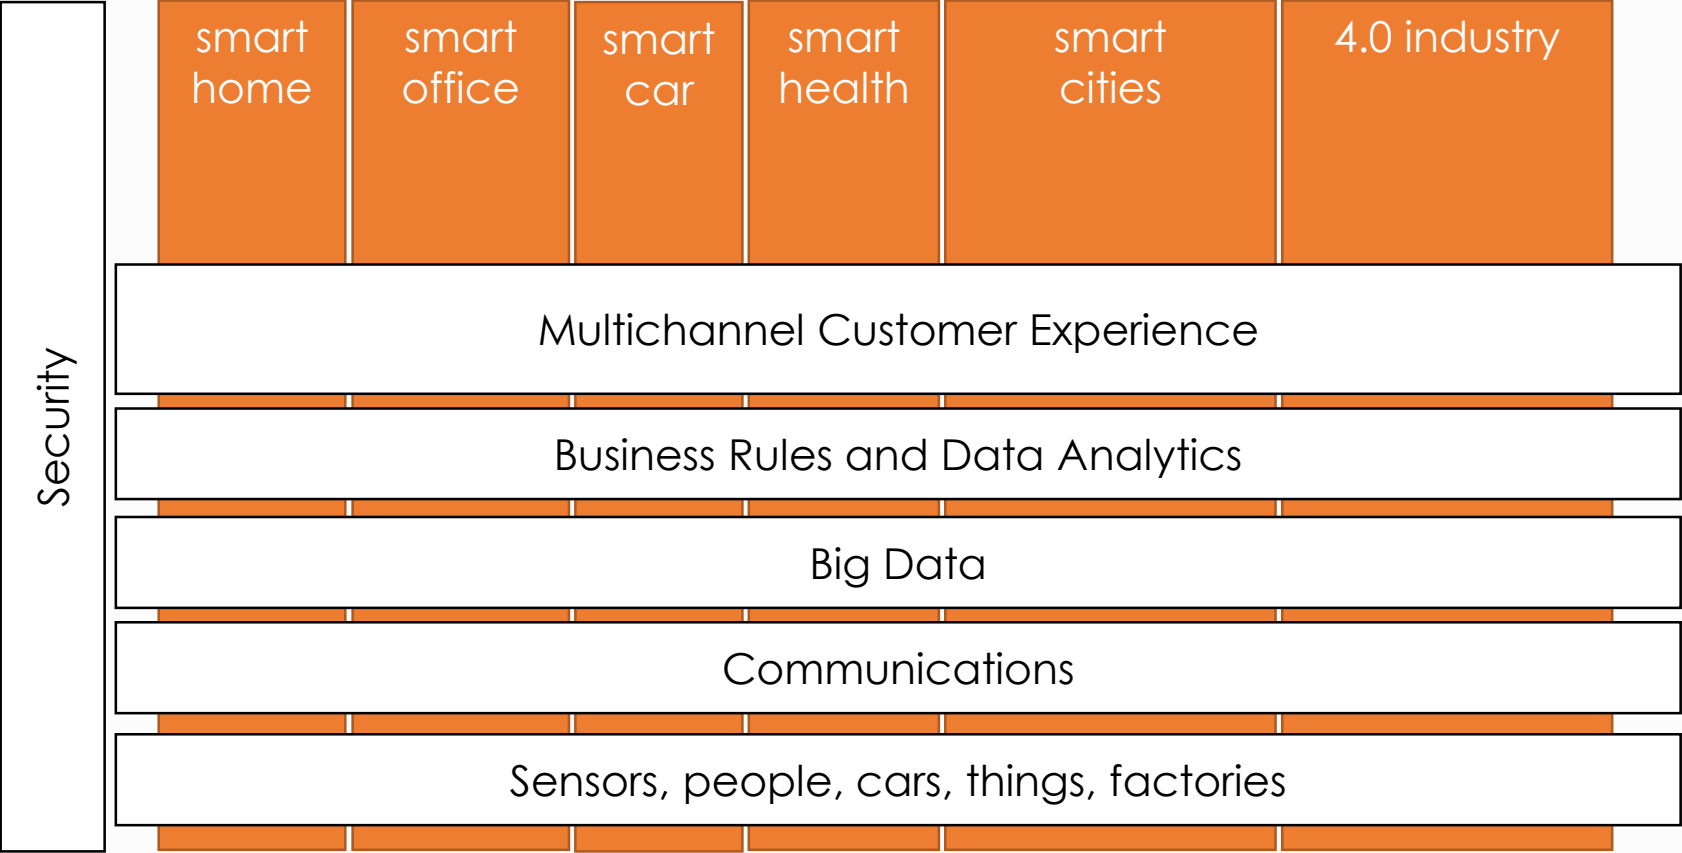 smart
home
smart
office
smart
car
smart
health
smart
cities
4.0 industry
Security
Multichannel Customer Experience
Business Rules and Data Analytics
Big Data
Communications
Sensors, people, cars, things, factories